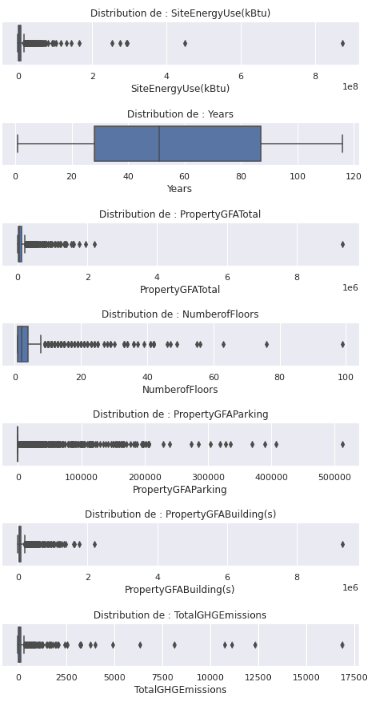 Distribution de : SiteEnergyUse(kBtu)
0 2 4 6 8
1e8
SiteEnergyUse(kBtu)
Distribution de : Years
0 20 40 60 80 100 120
Years
Distribution de : PropertyGFATotal
0 2 4 6 8
1e6
PropertyGFATotal
Distribution de : NumberofFloors
0 20 40 60 80 100
NumberofFloors
Distribution de : PropertyGFAParking
0 100000 200000 300000 400000 500000
PropertyGFAParking
Distribution de : PropertyGFABuilding(s)
0 2 4 6 8
1e6
PropertyGFABuilding(s)
Distribution de : TotalGHGEmissions
0 2500 5000 7500 10000 12500 15000 17500
TotalGHGEmissions